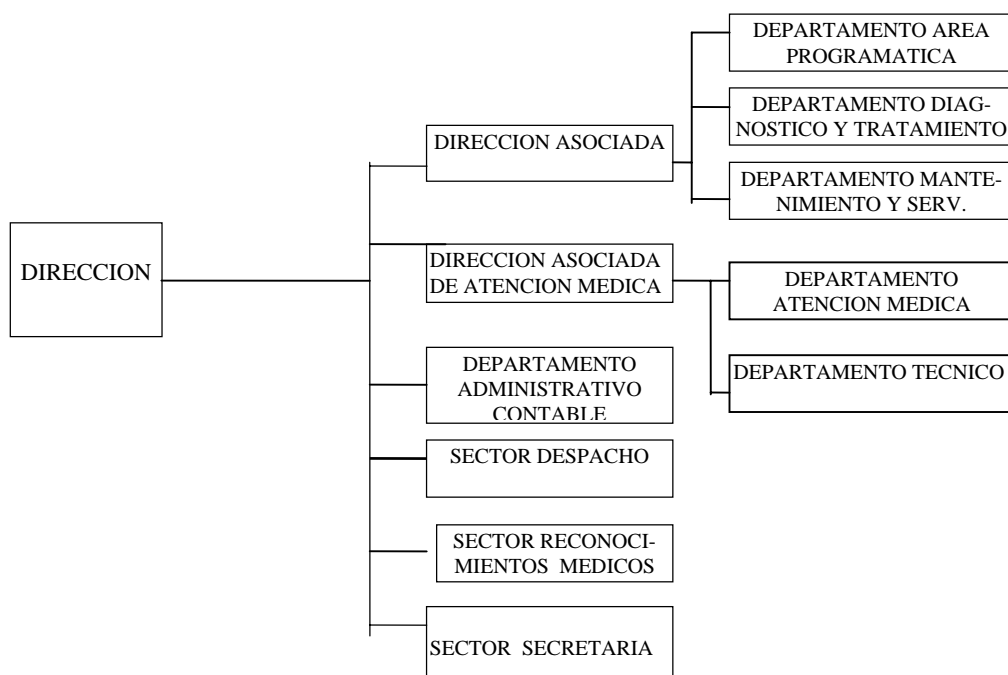 DIRECCION
DIRECCION ASOCIADA
DIRECCION ASOCIADA
DE ATENCION MEDICA
DEPARTAMENTO
ADMINISTRATIVO
CONTABLE
SECTOR DESPACHO
SECTOR RECONOCI-
MIENTOS MEDICOS
SECTOR SECRETARIA
DEPARTAMENTO AREA
PROGRAMATICA
DEPARTAMENTO DIAG-
NOSTICO Y TRATAMIENTO
DEPARTAMENTO MANTE-
NIMIENTO Y SERV.
DEPARTAMENTO
ATENCION MEDICA
DEPARTAMENTO TECNICO